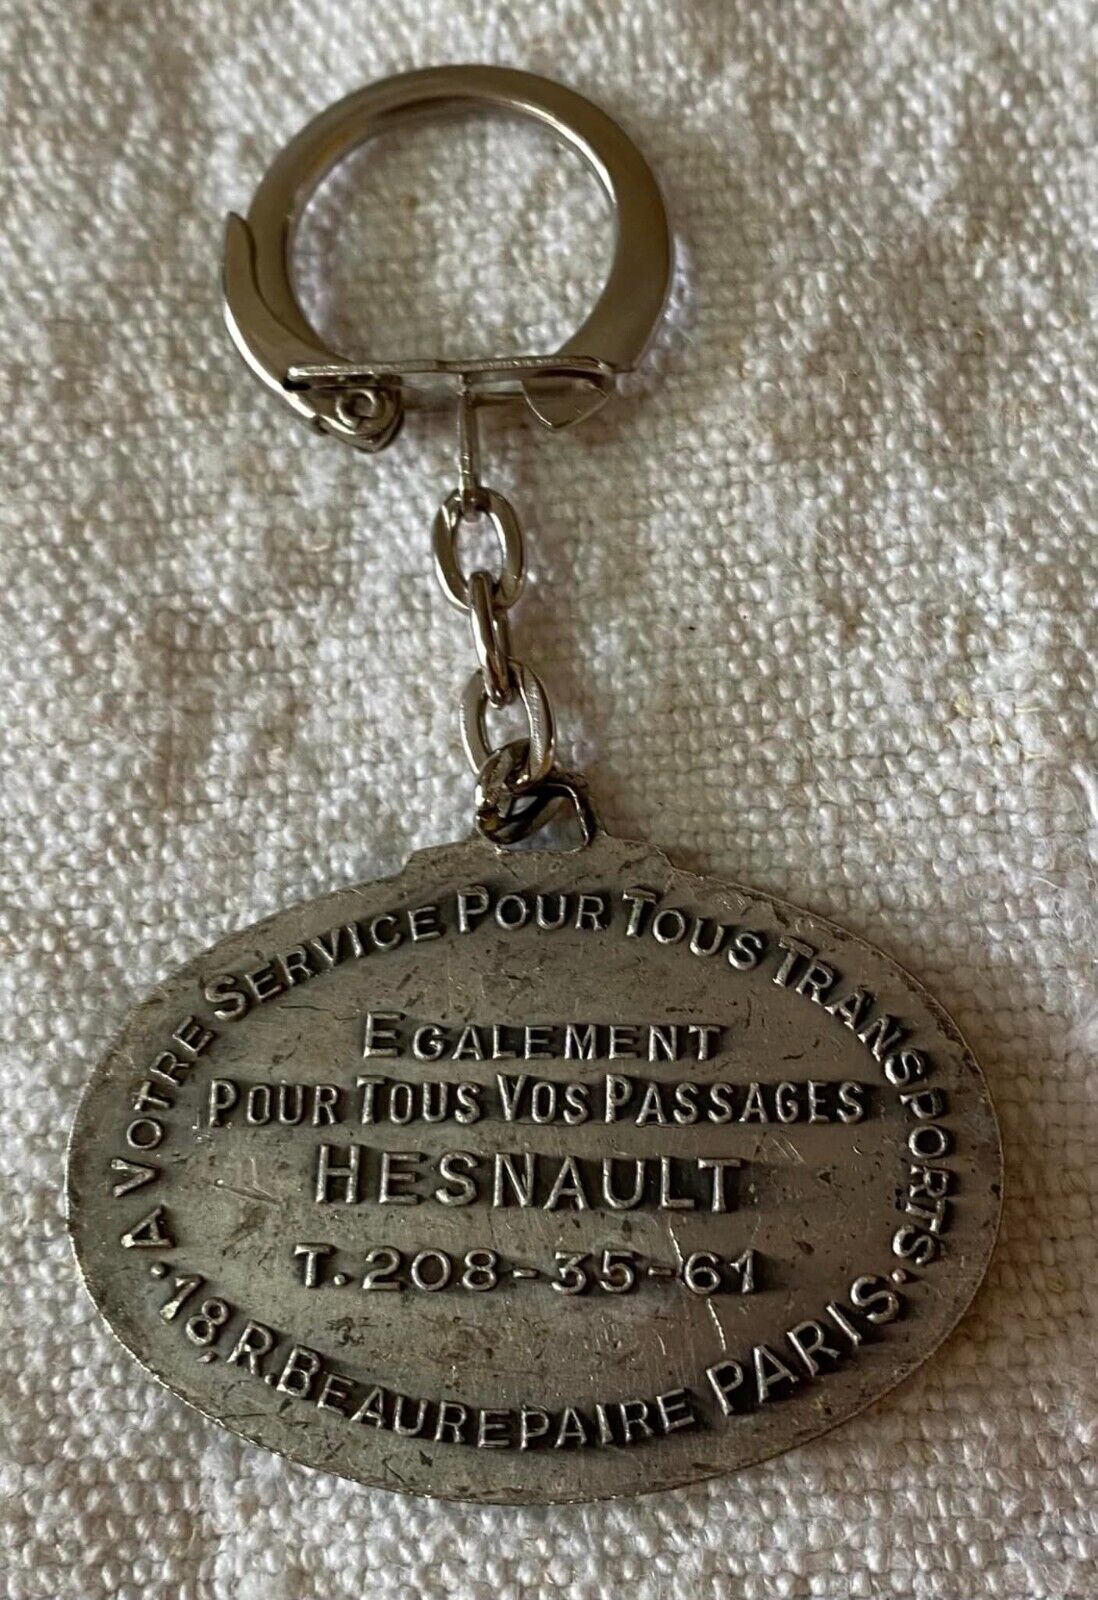 A VOTRE SERVICE POUR TOUS TRANSPORTS.
EGALEMENT
POUR TOUS VOS PASSAGES
HESNAULT
T. 208-35-61
.18, R. BEAUREPAIRE PARIS.